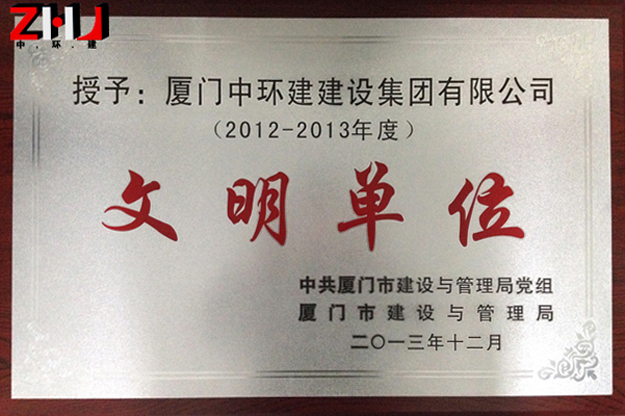 ZHJ
中.环.建
授予：厦门中环建建设集团有限公司
（2012-2013年度）
文明单位
中共厦门市建设与管理局党组
厦门市建设与管理局
二〇一三年十二月